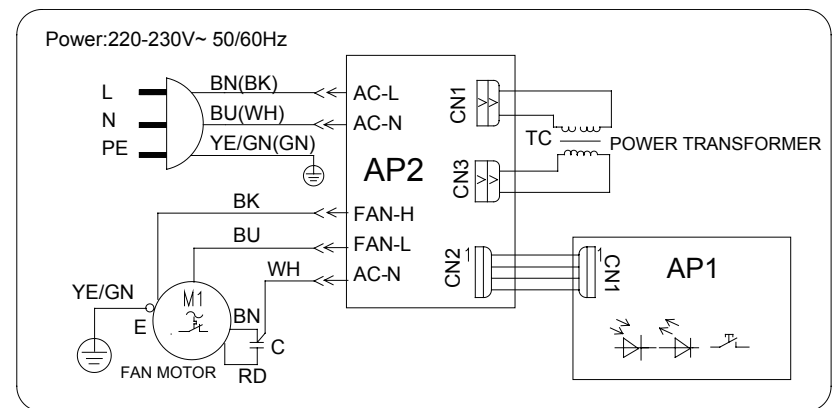 Power:220-230V~ 50/60Hz
L BN(BK) AC-L
N BU(WH) AC-N
PE YE/GN(GN)
AP2
CN1
TC POWER TRANSFORMER
CN3
BK FAN-H
BU FAN-L
WH AC-N
CN2 1
1 CN1
AP1
YE/GN
E
M1
BN
C
RD
FAN MOTOR